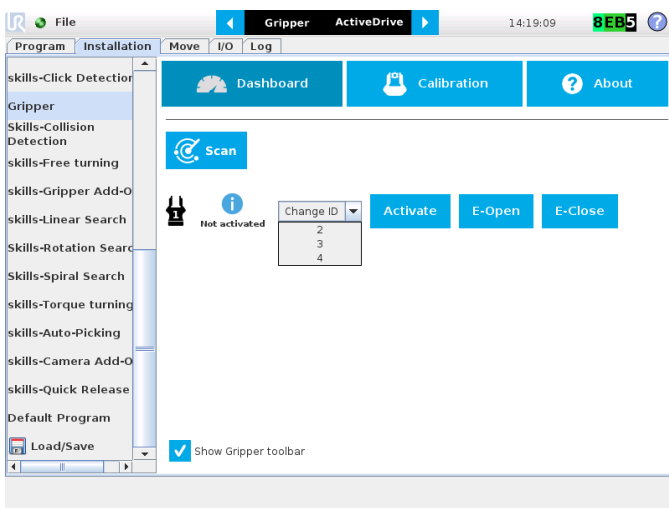 UR File Gripper ActiveDrive 14:19:09 8EB5 ?
Program Installation Move I/O Log
skills-Click Detection
Gripper
Skills-Collision
Detection
skills-Free turning
skills-Gripper Add-O
skills-Linear Search
Skills-Rotation Searc
skills-Spiral Search
skills-Torque turning
skills-Auto-Picking
skills-Camera Add-O
skills-Quick Release
Default Program
Load/Save
Dashboard Calibration ? About
Scan
1 i Not activated Change ID Activate E-Open E-Close
2
3
4
Show Gripper toolbar